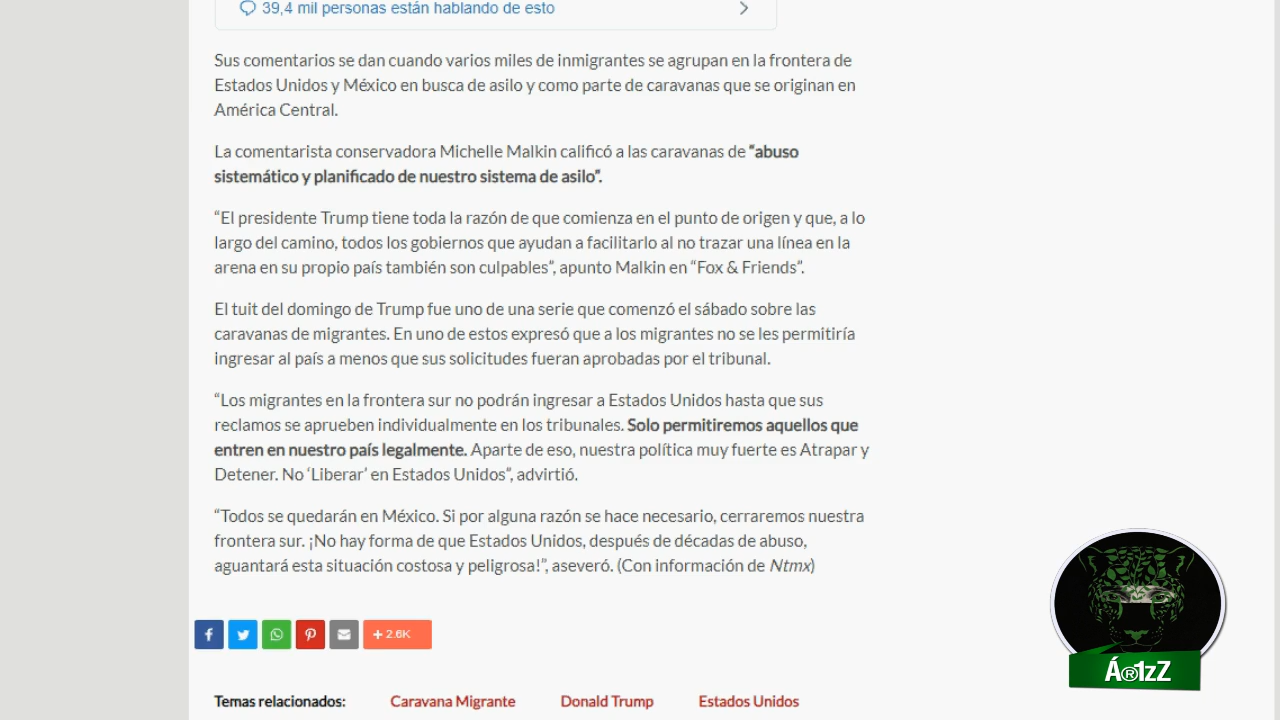 39,4 mil personas están hablando de esto
Sus comentarios se dan cuando varios miles de inmigrantes se agrupan en la frontera de
Estados Unidos y México en busca de asilo y como parte de caravanas que se originan en
América Central.
La comentarista conservadora Michelle Malkin calificó a las caravanas de “abuso
sistemático y planificado de nuestro sistema de asilo”.
“El presidente Trump tiene toda la razón de que comienza en el punto de origen y que, a lo
largo del camino, todos los gobiernos que ayudan a facilitarlo al no trazar una línea en la
arena en su propio país también son culpables”, apunto Malkin en “Fox & Friends”.
El tuit del domingo de Trump fue uno de una serie que comenzó el sábado sobre las
caravanas de migrantes. En uno de estos expresó que a los migrantes no se les permitiría
ingresar al país a menos que sus solicitudes fueran aprobadas por el tribunal.
“Los migrantes en la frontera sur no podrán ingresar a Estados Unidos hasta que sus
reclamos se aprueben individualmente en los tribunales. Solo permitiremos aquellos que
entren en nuestro país legalmente. Aparte de eso, nuestra política muy fuerte es Atrapar y
Detener. No ‘Liberar’ en Estados Unidos”, advirtió.
“Todos se quedarán en México. Si por alguna razón se hace necesario, cerraremos nuestra
frontera sur. ¡No hay forma de que Estados Unidos, después de décadas de abuso,
aguantará esta situación costosa y peligrosa!”, aseveró. (Con información de Ntmx)
+ 2.6K
Á®1zZ
Temas relacionados: Caravana Migrante Donald Trump Estados Unidos